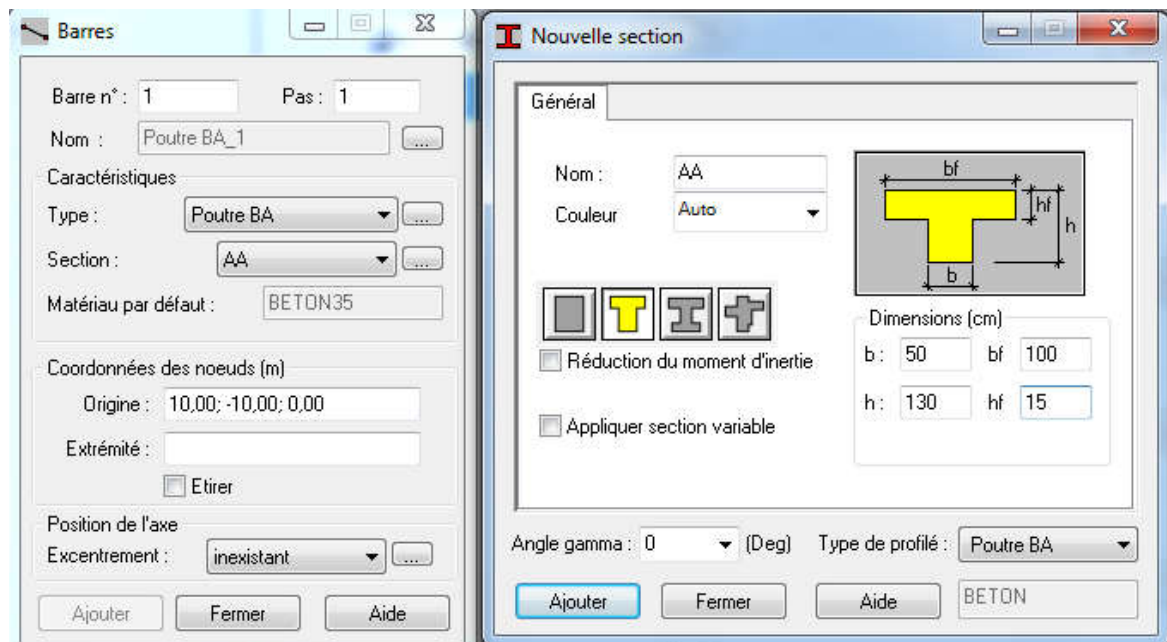 Barres
Barre n° : 1 Pas : 1
Nom : Poutre BA_1 ...
Caractéristiques
Type : Poutre BA ...
Section : AA ...
Matériau par défaut : BETON35
Coordonnées des noeuds (m)
Origine : 10,00; -10,00; 0,00
Extrémité :
Etirer
Position de l'axe
Excentrement : inexistant ...
Ajouter Fermer Aide
Nouvelle section
Général
Nom : AA
Couleur Auto
bf
hf
h
b
Réduction du moment d'inertie
Appliquer section variable
Dimensions (cm)
b : 50 bf 100
h : 130 hf 15
Angle gamma : 0 (Deg) Type de profilé : Poutre BA
Ajouter Fermer Aide BETON